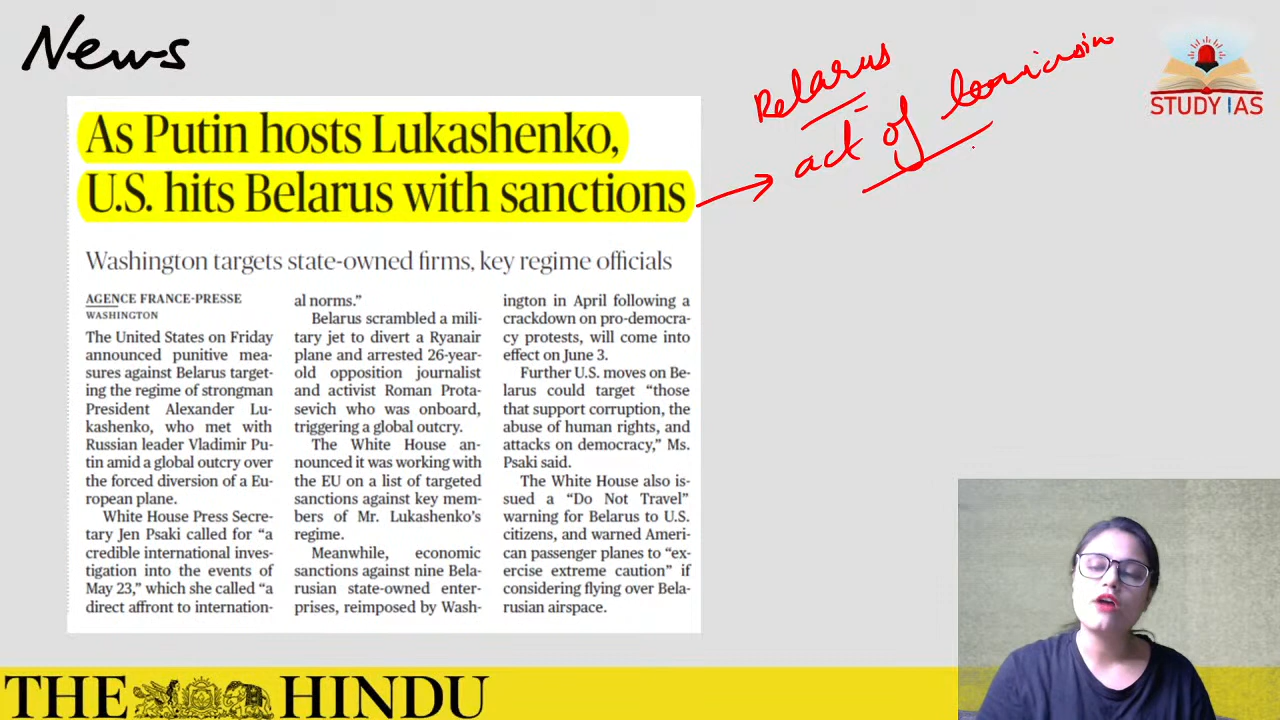 News
As Putin hosts Lukashenko,
U.S. hits Belarus with sanctions
Washington targets state-owned firms, key regime officials
AGENCE FRANCE-PRESSE
WASHINGTON
The United States on Friday
announced punitive mea-
sures against Belarus target-
ing the regime of strongman
President Alexander Lu-
kashenko, who met with
Russian leader Vladimir Pu-
tin amid a global outcry over
the forced diversion of a Eu-
ropean plane.
White House Press Secre-
tary Jen Psaki called for “a
credible international inves-
tigation into the events of
May 23,” which she called “a
direct affront to internation-
al norms.”
Belarus scrambled a mili-
tary jet to divert a Ryanair
plane and arrested 26-year-
old opposition journalist
and activist Roman Prota-
sevich who was onboard,
triggering a global outcry.
The White House an-
nounced it was working with
the EU on a list of targeted
sanctions against key mem-
bers of Mr. Lukashenko’s
regime.
Meanwhile, economic
sanctions against nine Bela-
rusian state-owned enter-
prises, reimposed by Wash-
ington in April following a
crackdown on pro-democra-
cy protests, will come into
effect on June 3.
Further U.S. moves on Be-
larus could target “those
that support corruption, the
abuse of human rights, and
attacks on democracy,” Ms.
Psaki said.
The White House also is-
sued a “Do Not Travel”
warning for Belarus to U.S.
citizens, and warned Ameri-
can passenger planes to “ex-
ercise extreme caution” if
considering flying over Bela-
rusian airspace.
Belarus
act of
STUDY IAS
THE HINDU